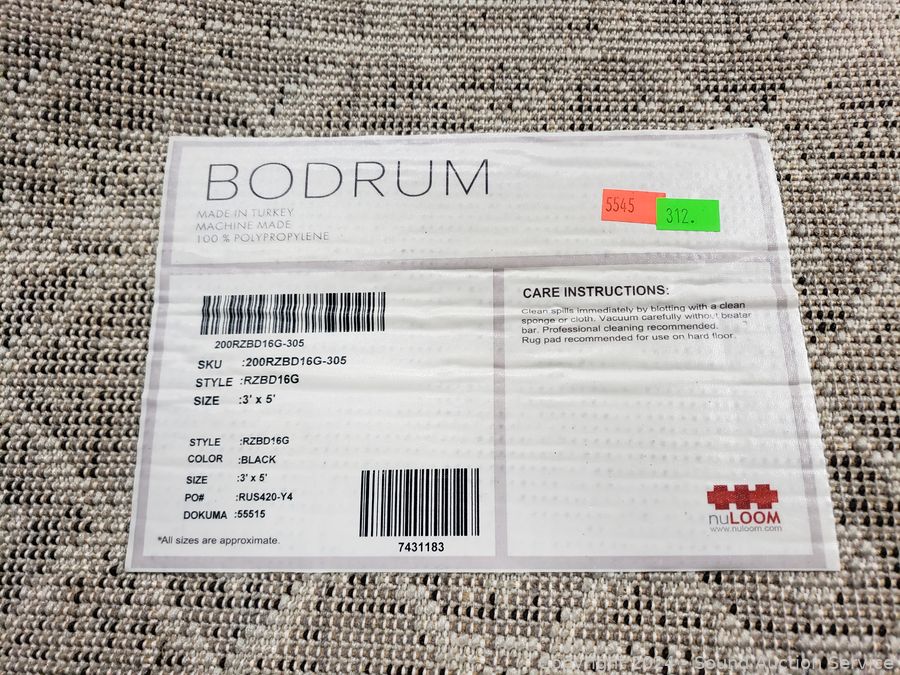 BODRUM
MADE IN TURKEY
MACHINE MADE
100 % POLYPROPYLENE
5545
312.
200RZBD16G-305
SKU :200RZBD16G-305
STYLE :RZBD16G
SIZE :3' x 5'
STYLE :RZBD16G
COLOR :BLACK
SIZE :3' x 5'
PO# :RUS420-Y4
DOKUMA :55515
*All sizes are approximate.
7431183
CARE INSTRUCTIONS:
Clean spills immediately by blotting with a clean
sponge or cloth. Vacuum carefully without beater
bar. Professional cleaning recommended.
Rug pad recommended for use on hard floor.
nuLOOM
www.nuloom.com
Copyright 2024 - Sound Auction Service